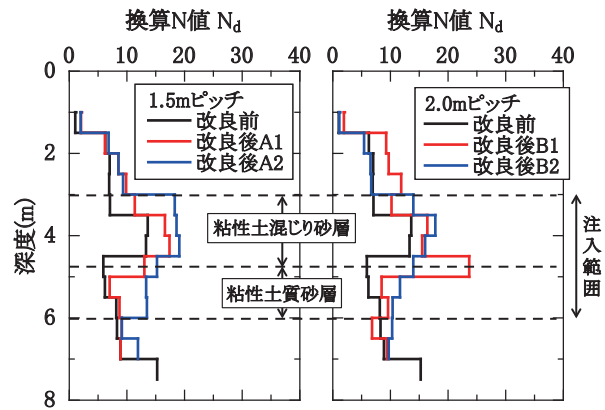 換算N値 Nd
換算N値 Nd
0 10 20 30 40
0 10 20 30 40
0
2
4
6
8
深度(m)
1.5mピッチ
改良前
改良後A1
改良後A2
2.0mピッチ
改良前
改良後B1
改良後B2
粘性土混じり砂層
粘性土質砂層
注入範囲